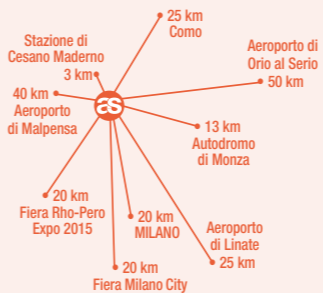 25 km
Como
Stazione di
Cesano Maderno
3 km
Aeroporto di
Orio al Serio
50 km
40 km
Aeroporto
di Malpensa
as
13 km
Autodromo
di Monza
20 km
Fiera Rho-Pero
Expo 2015
20 km
MILANO
Aeroporto
di Linate
25 km
20 km
Fiera Milano City